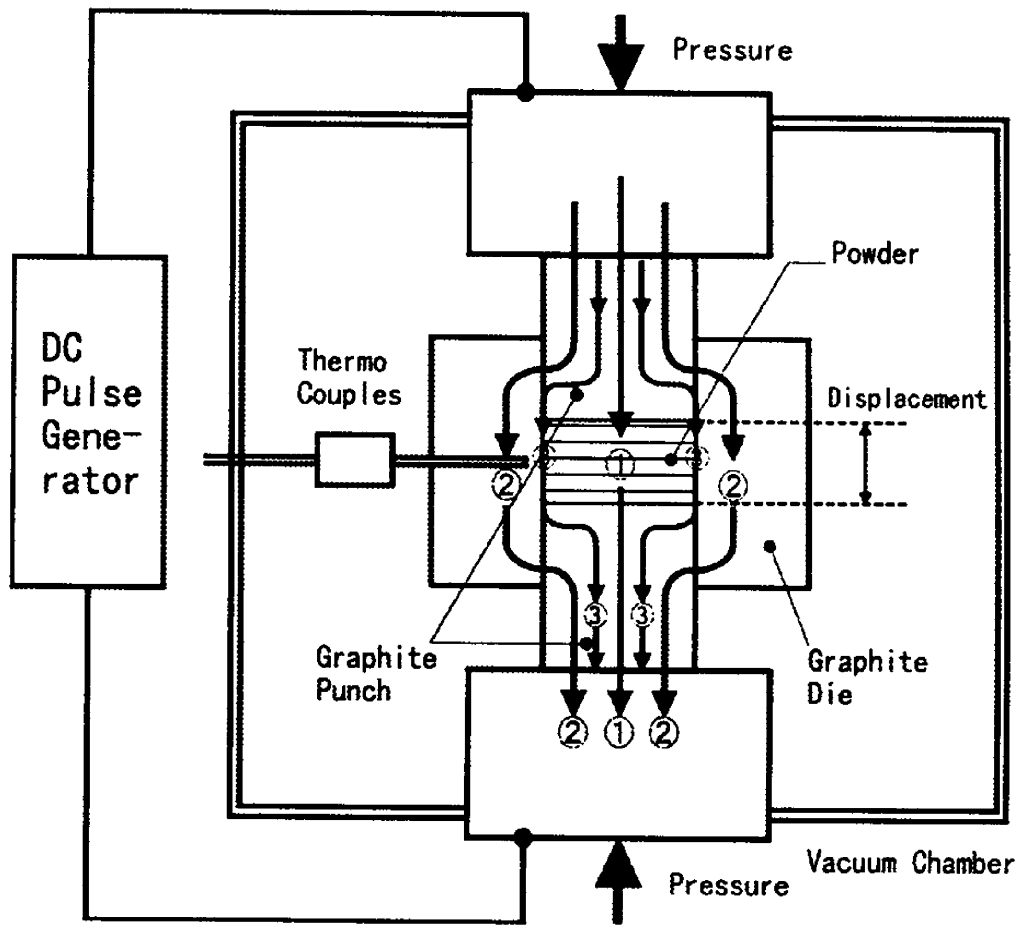 Pressure
Powder
DC
Pulse
Gene-
rator
Thermo
Couples
Displacement
①
②
②
③
③
Graphite
Punch
Graphite
Die
②
①
②
Vacuum Chamber
Pressure